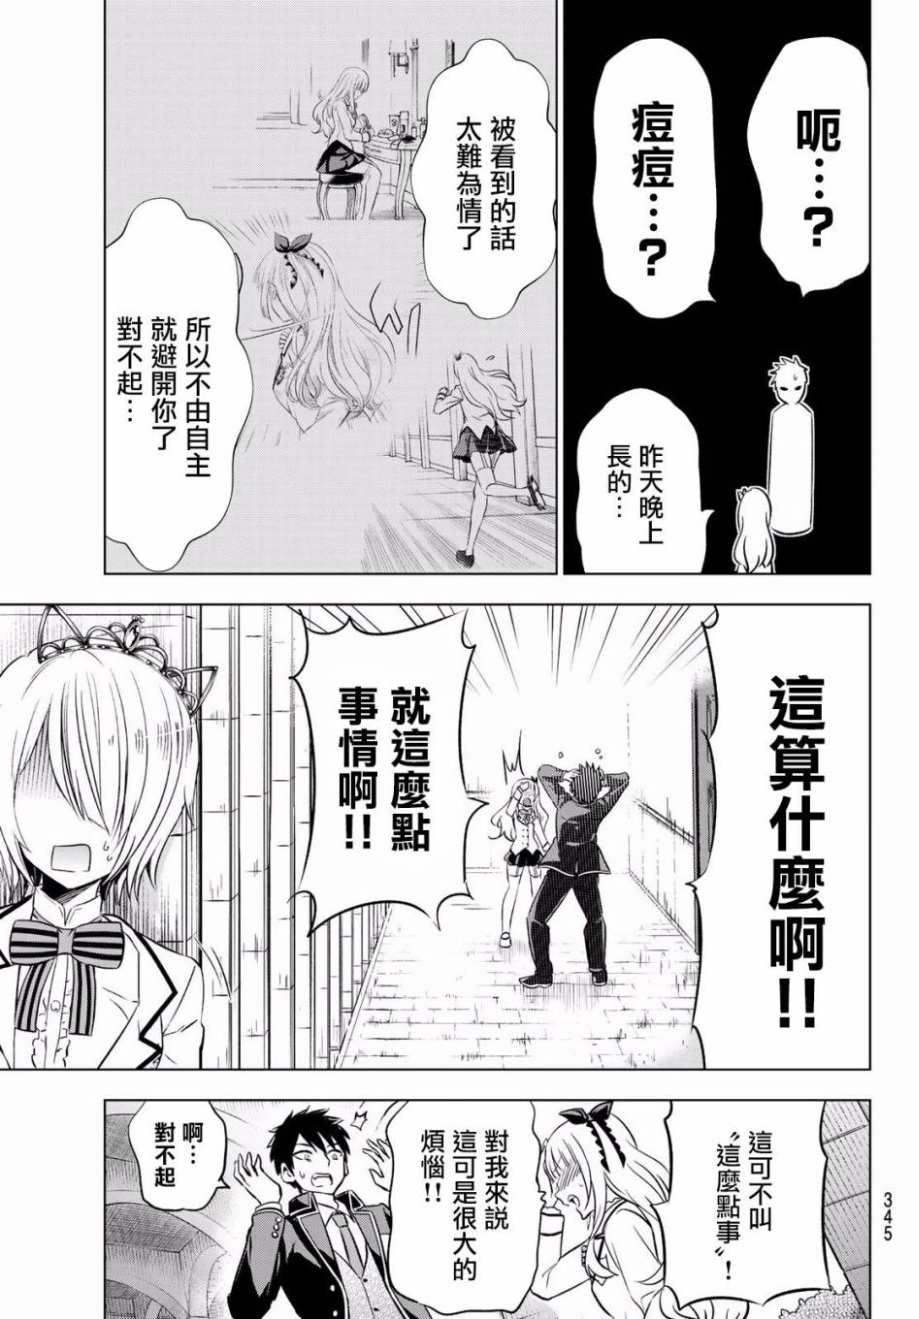 呃…?
痘痘…?
昨天晚上
長的…
被看到的話
太難為情了
所以不由自主
就避開你了
對不起…
這算什麼啊!!
就這麼點
事情啊!!
這可不叫
〝這麼點事〞!
對我來說
這可是很大的
煩惱!!
啊…
對不起
345